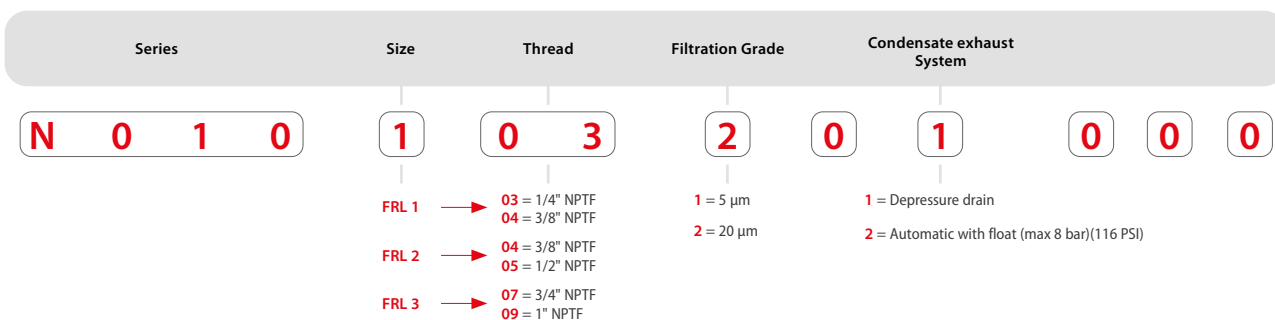 Series Size Thread Filtration Grade Condensate exhaust
System
N 0 1 0 1 0 3 2 0 1 0 0 0
FRL 1 03 = 1/4" NPTF 1 = 5 µm 1 = Depressure drain
04 = 3/8" NPTF
2 = 20 µm 2 = Automatic with float (max 8 bar)(116 PSI)
FRL 2 04 = 3/8" NPTF
05 = 1/2" NPTF
FRL 3 07 = 3/4" NPTF
09 = 1" NPTF